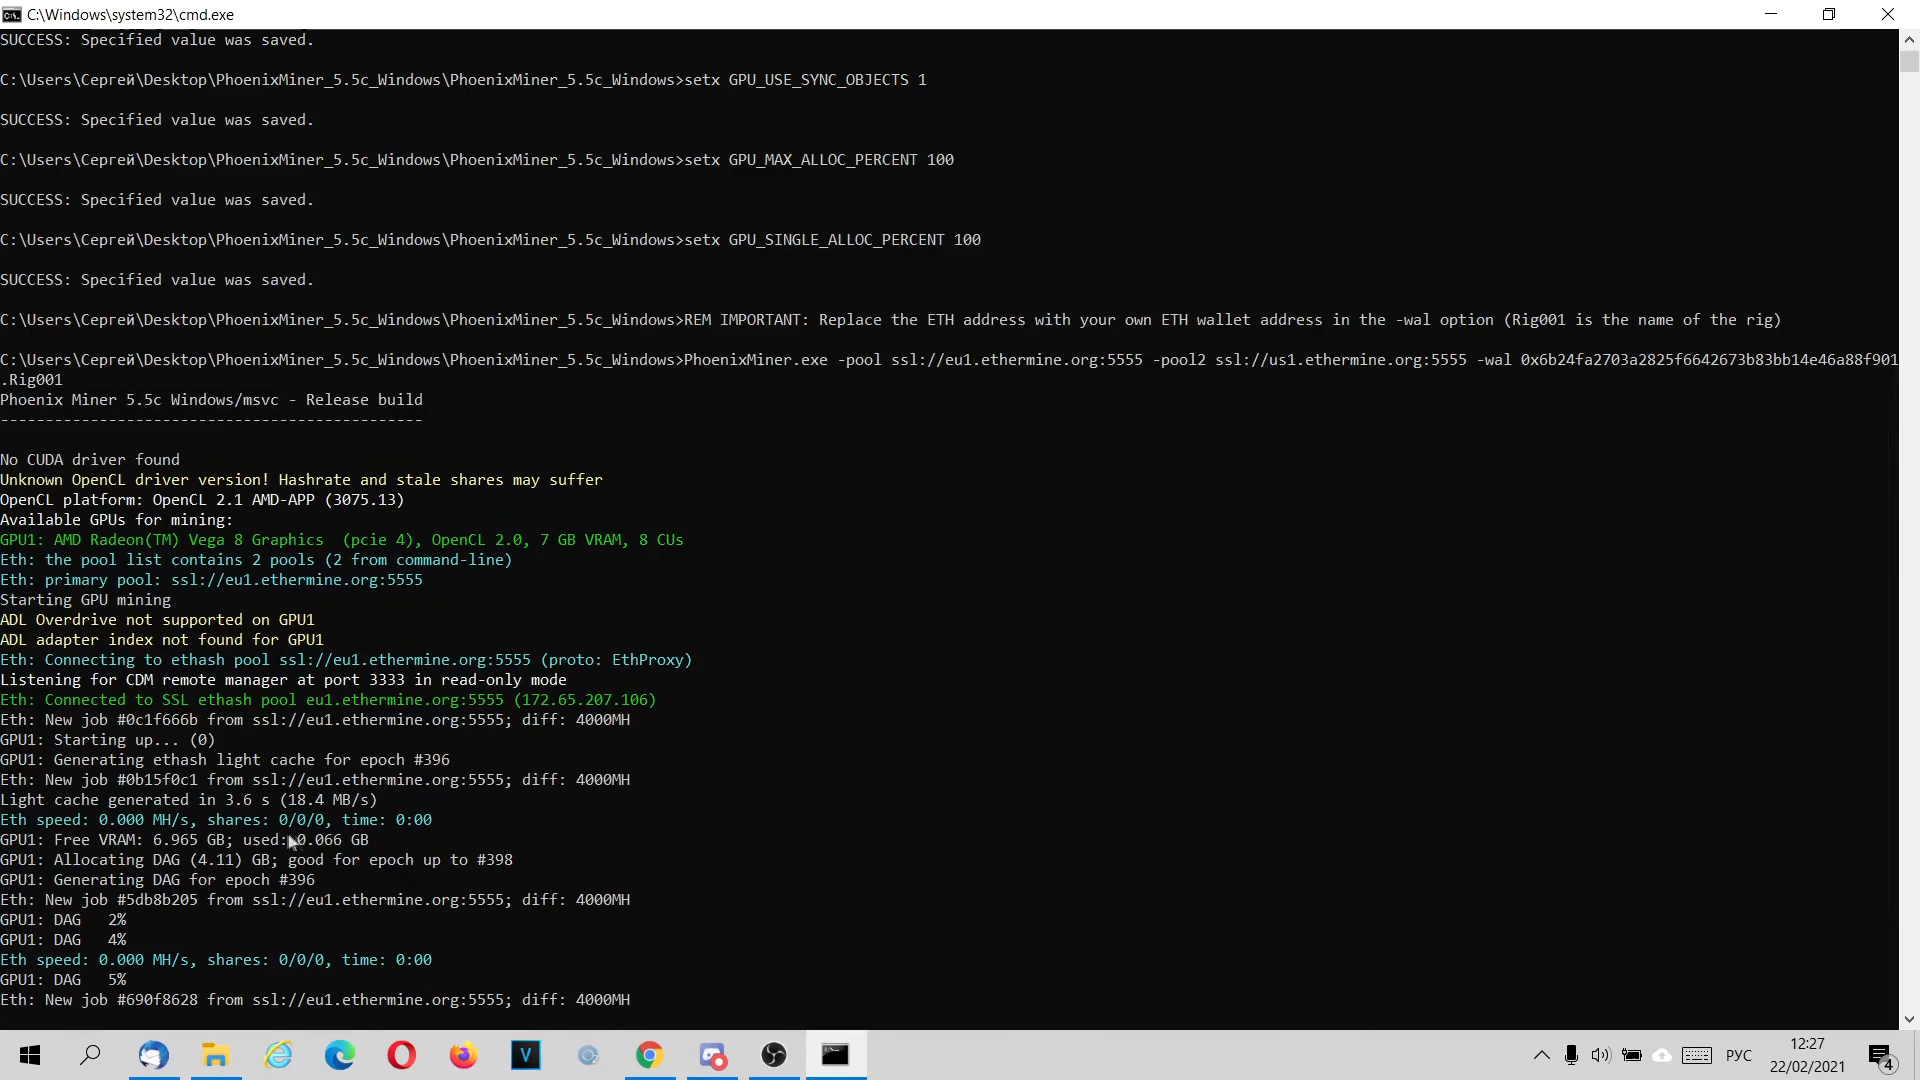 C:\Windows\system32\cmd.exe
SUCCESS: Specified value was saved.
C:\Users\Сергей\Desktop\PhoenixMiner_5.5c_Windows\PhoenixMiner_5.5c_Windows>setx GPU_USE_SYNC_OBJECTS 1
SUCCESS: Specified value was saved.
C:\Users\Сергей\Desktop\PhoenixMiner_5.5c_Windows\PhoenixMiner_5.5c_Windows>setx GPU_MAX_ALLOC_PERCENT 100
SUCCESS: Specified value was saved.
C:\Users\Сергей\Desktop\PhoenixMiner_5.5c_Windows\PhoenixMiner_5.5c_Windows>setx GPU_SINGLE_ALLOC_PERCENT 100
SUCCESS: Specified value was saved.
C:\Users\Сергей\Desktop\PhoenixMiner_5.5c_Windows\PhoenixMiner_5.5c_Windows>REM IMPORTANT: Replace the ETH address with your own ETH wallet address in the -wal option (Rig001 is the name of the rig)
C:\Users\Сергей\Desktop\PhoenixMiner_5.5c_Windows\PhoenixMiner_5.5c_Windows>PhoenixMiner.exe -pool ssl://eu1.ethermine.org:5555 -pool2 ssl://us1.ethermine.org:5555 -wal 0x6b24fa2703a2825f6642673b83bb14e46a88f901
.Rig001
Phoenix Miner 5.5c Windows/msvc - Release build
-----------------------------------------------
No CUDA driver found
Unknown OpenCL driver version! Hashrate and stale shares may suffer
OpenCL platform: OpenCL 2.1 AMD-APP (3075.13)
Available GPUs for mining:
GPU1: AMD Radeon(TM) Vega 8 Graphics  (pcie 4), OpenCL 2.0, 7 GB VRAM, 8 CUs
Eth: the pool list contains 2 pools (2 from command-line)
Eth: primary pool: ssl://eu1.ethermine.org:5555
Starting GPU mining
ADL Overdrive not supported on GPU1
ADL adapter index not found for GPU1
Eth: Connecting to ethash pool ssl://eu1.ethermine.org:5555 (proto: EthProxy)
Listening for CDM remote manager at port 3333 in read-only mode
Eth: Connected to SSL ethash pool eu1.ethermine.org:5555 (172.65.207.106)
Eth: New job #0c1f666b from ssl://eu1.ethermine.org:5555; diff: 4000MH
GPU1: Starting up... (0)
GPU1: Generating ethash light cache for epoch #396
Eth: New job #0b15f0c1 from ssl://eu1.ethermine.org:5555; diff: 4000MH
Light cache generated in 3.6 s (18.4 MB/s)
Eth speed: 0.000 MH/s, shares: 0/0/0, time: 0:00
GPU1: Free VRAM: 6.965 GB; used: 0.066 GB
GPU1: Allocating DAG (4.11) GB; good for epoch up to #398
GPU1: Generating DAG for epoch #396
Eth: New job #5db8b205 from ssl://eu1.ethermine.org:5555; diff: 4000MH
GPU1: DAG   2%
GPU1: DAG   4%
Eth speed: 0.000 MH/s, shares: 0/0/0, time: 0:00
GPU1: DAG   5%
Eth: New job #690f8628 from ssl://eu1.ethermine.org:5555; diff: 4000MH
РУС
12:27
22/02/2021
4